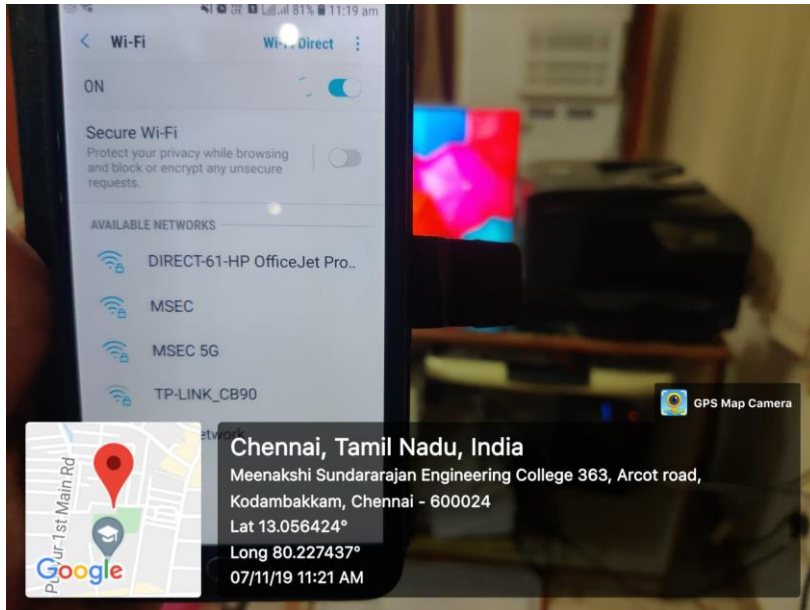 81% 11:19 am
Wi-Fi
Wi-Fi Direct
ON
Secure Wi-Fi
Protect your privacy while browsing
and block or encrypt any unsecure
requests.
AVAILABLE NETWORKS
DIRECT-61-HP OfficeJet Pro..
MSEC
MSEC 5G
TP-LINK_CB90
GPS Map Camera
Chennai, Tamil Nadu, India
Meenakshi Sundararajan Engineering College 363, Arcot road,
Kodambakkam, Chennai - 600024
Lat 13.056424°
Long 80.227437°
07/11/19 11:21 AM
1st Main Rd
Google